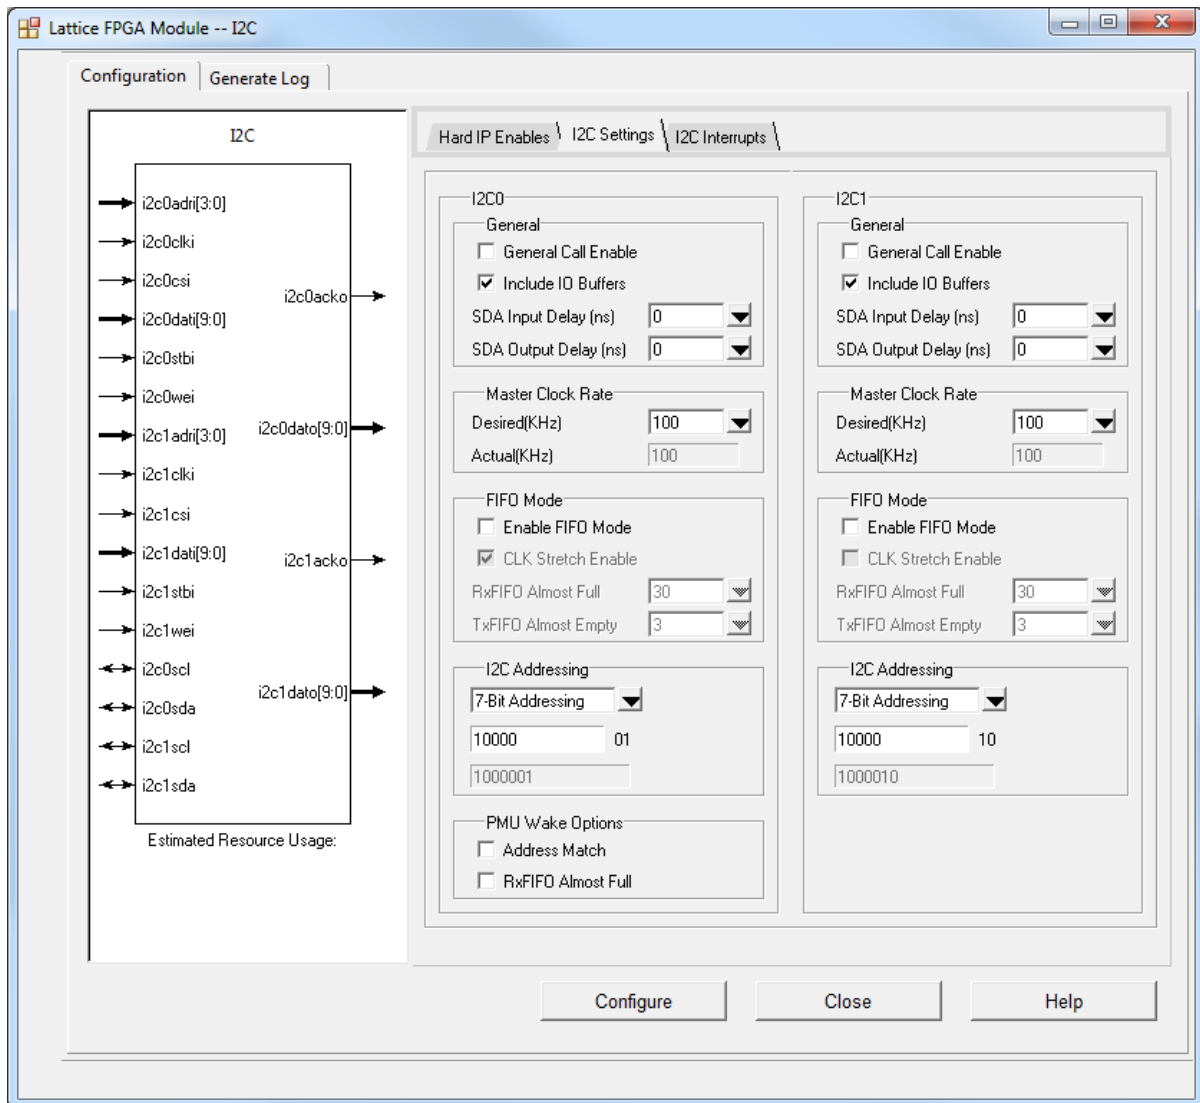 Lattice FPGA Module -- I2C
Configuration
Generate Log
I2C
i2c0adri[3:0]
i2c0clki
i2c0csi
i2c0acko
i2c0dati[9:0]
i2c0stbi
i2c0wei
i2c1adri[3:0]
i2c0dato[9:0]
i2c1clki
i2c1csi
i2c1dati[9:0]
i2c1acko
i2c1stbi
i2c1wei
i2c0scl
i2c1dato[9:0]
i2c0sda
i2c1scl
i2c1sda
Estimated Resource Usage:
Hard IP Enables
I2C Settings
I2C Interrupts
I2C0
General
General Call Enable
Include IO Buffers
SDA Input Delay (ns) 0
SDA Output Delay (ns) 0
Master Clock Rate
Desired(KHz) 100
Actual(KHz) 100
FIFO Mode
Enable FIFO Mode
CLK Stretch Enable
RxFIFO Almost Full 30
TxFIFO Almost Empty 3
I2C Addressing
7-Bit Addressing
10000 01
1000001
PMU Wake Options
Address Match
RxFIFO Almost Full
I2C1
General
General Call Enable
Include IO Buffers
SDA Input Delay (ns) 0
SDA Output Delay (ns) 0
Master Clock Rate
Desired(KHz) 100
Actual(KHz) 100
FIFO Mode
Enable FIFO Mode
CLK Stretch Enable
RxFIFO Almost Full 30
TxFIFO Almost Empty 3
I2C Addressing
7-Bit Addressing
10000 10
1000010
Configure
Close
Help